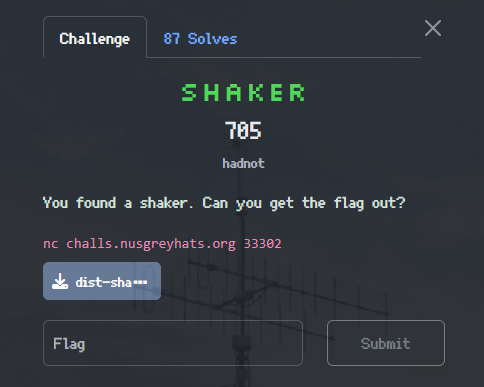 Challenge
87 Solves
SHAKER
705
hadnot
You found a shaker. Can you get the flag out?
nc challs.nusgreyhats.org 33302
dist-sha…
Flag
Submit